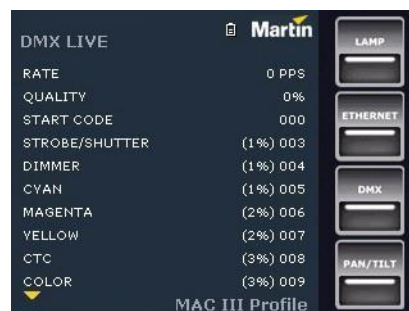 DMX LIVE
Martin
RATE 0 PPS
QUALITY 0%
START CODE 000
STROBE/SHUTTER (1%) 003
DIMMER (1%) 004
CYAN (1%) 005
MAGENTA (2%) 006
YELLOW (2%) 007
CTC (3%) 008
COLOR (3%) 009
MAC III Profile
LAMP
ETHERNET
DMX
PAN/TILT